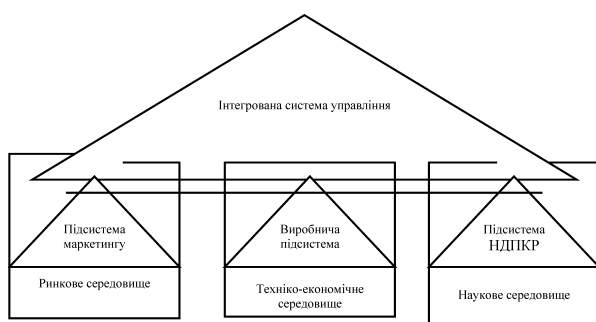 Інтегрована система управління
Підсистема
маркетингу
Виробнича
підсистема
Підсистема
НДПКР
Ринкове середовище
Техніко-економічне
середовище
Наукове середовище